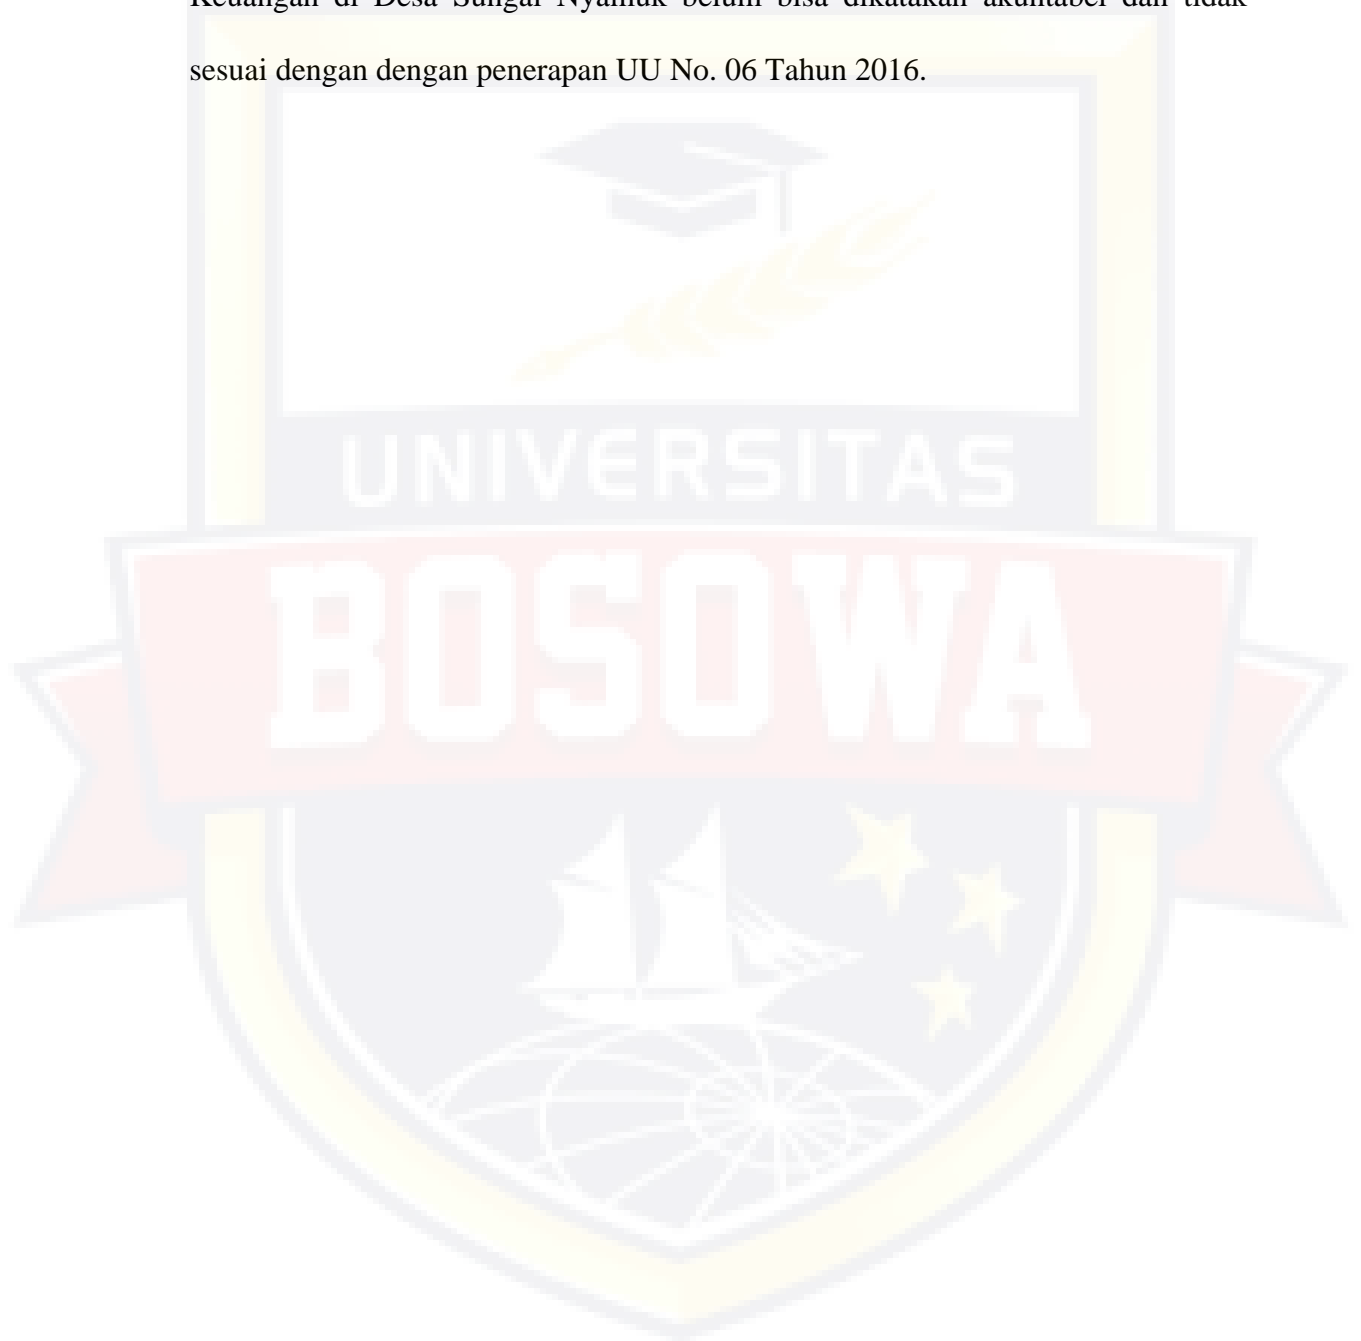 Keuangan di Desa Sungai Nyamuk belum bisa dikatakan akuntabel dan tidak
sesuai dengan dengan penerapan UU No. 06 Tahun 2016.
UNIVERSITAS
BOSOWA